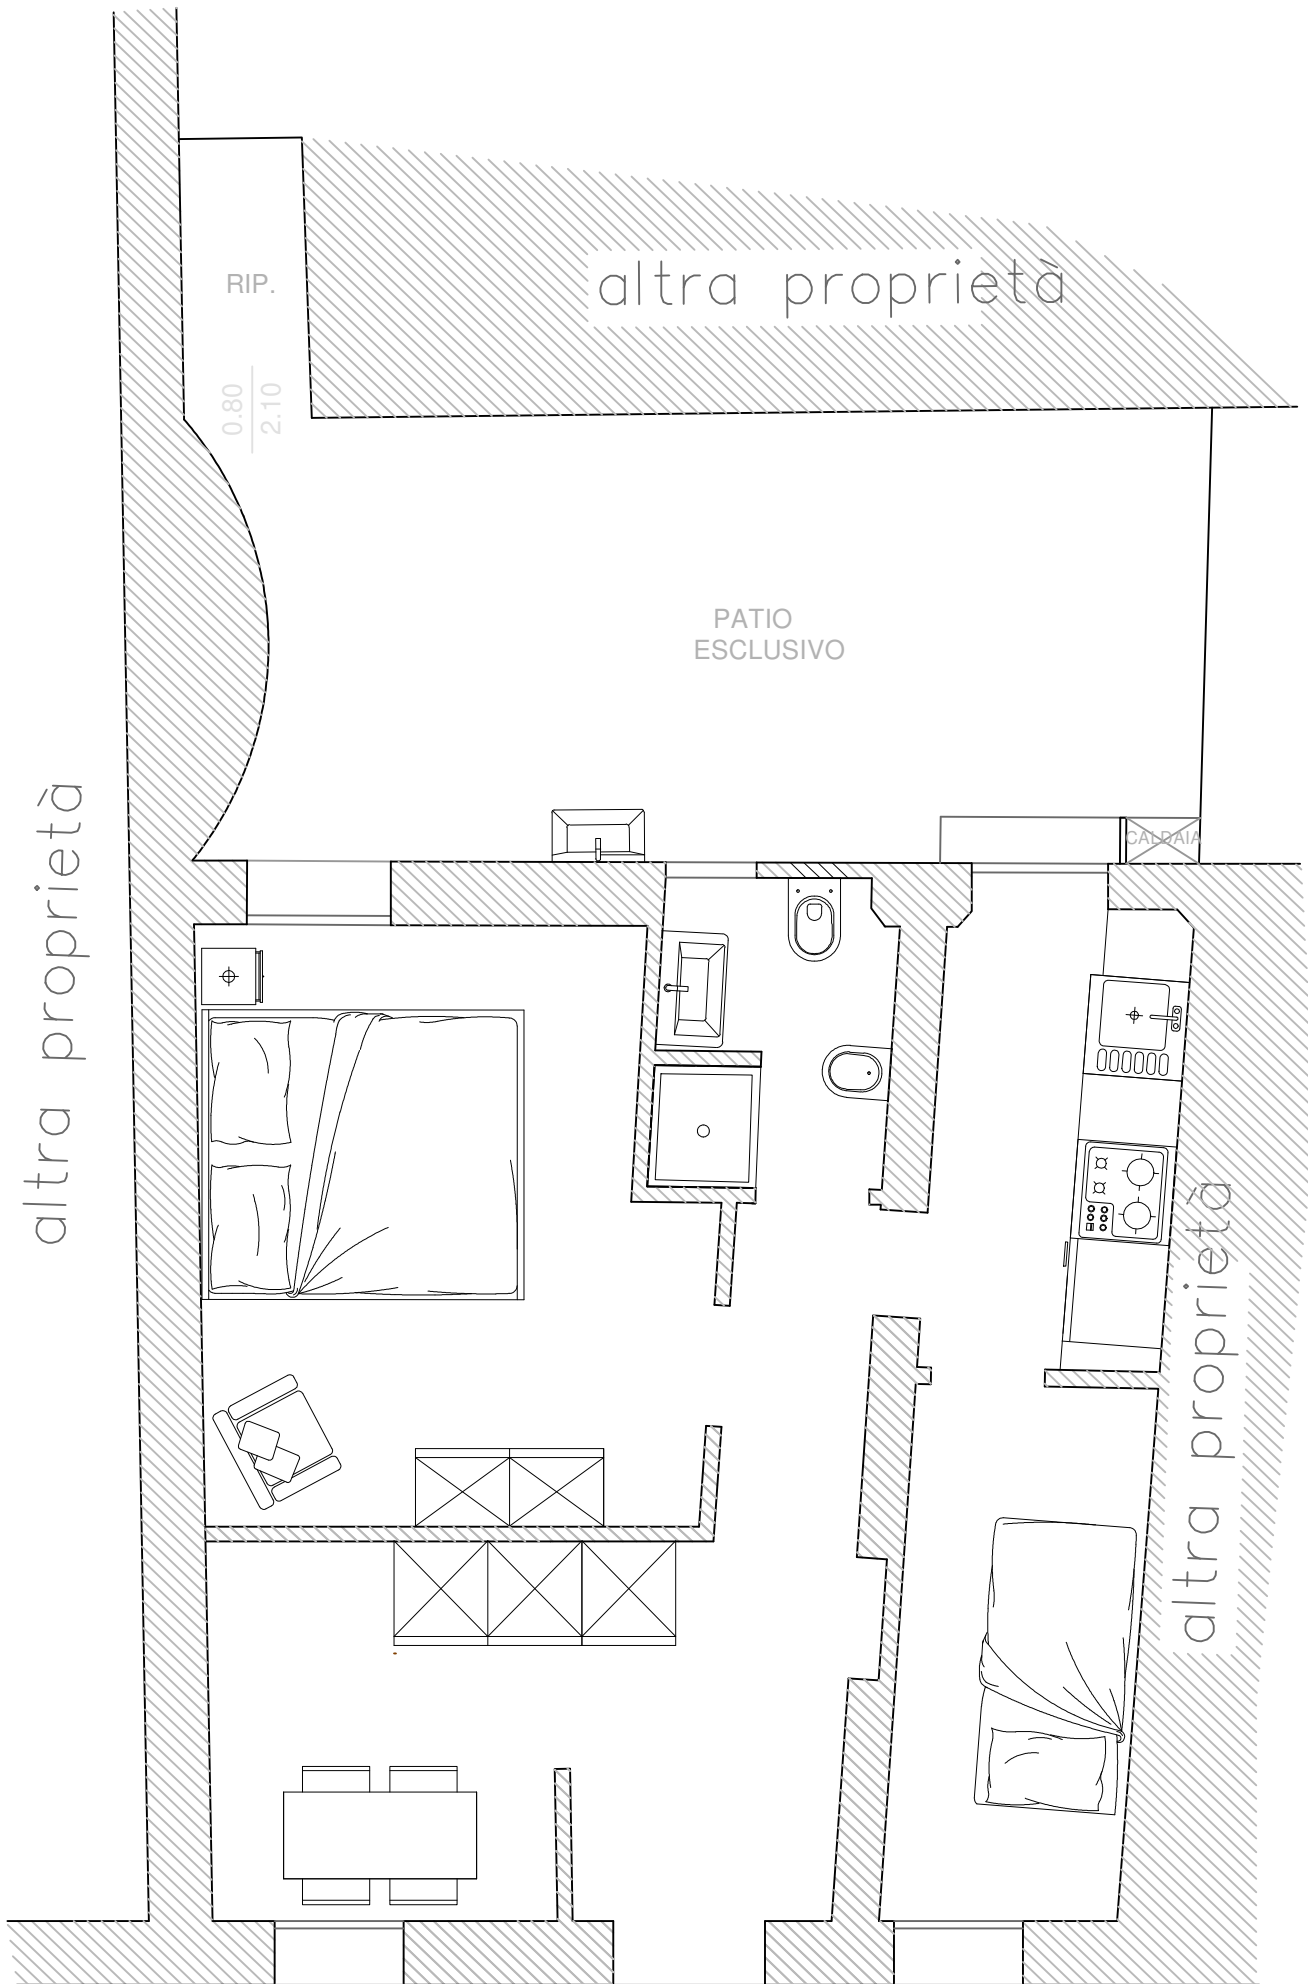 altra proprietà
RIP.
0.80
2.10
PATIO
ESCLUSIVO
altra proprietà
CALDAIA
altra proprietà